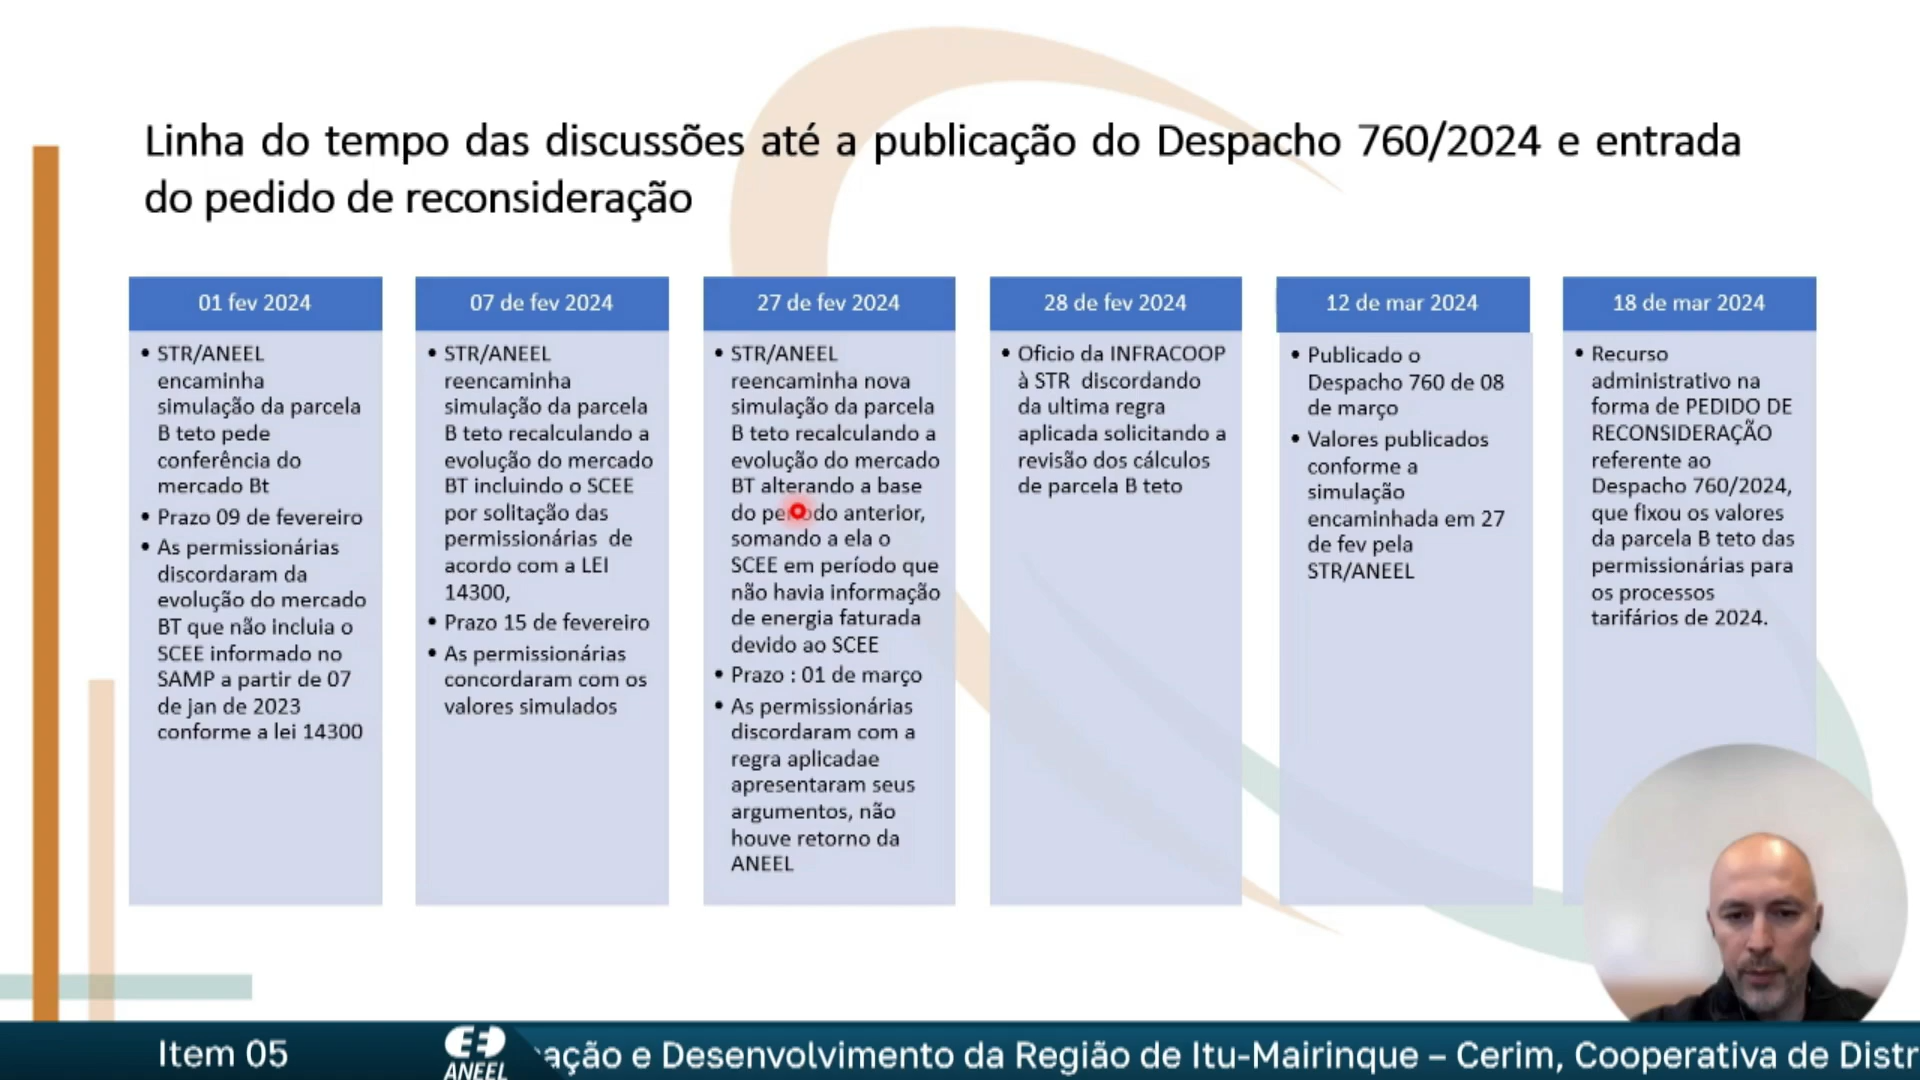 Linha do tempo das discussões até a publicação do Despacho 760/2024 e entrada
do pedido de reconsideração
01 fev 2024
• STR/ANEEL
encaminha
simulação da parcela
B teto pede
conferência do
mercado Bt
• Prazo 09 de fevereiro
• As permissionárias
discordaram da
evolução do mercado
BT que não incluia o
SCEE informado no
SAMP a partir de 07
de jan de 2023
conforme a lei 14300
07 de fev 2024
• STR/ANEEL
reencaminha
simulação da parcela
B teto recalculando a
evolução do mercado
BT incluindo o SCEE
por solitação das
permissionárias de
acordo com a LEI
14300,
• Prazo 15 de fevereiro
• As permissionárias
concordaram com os
valores simulados
27 de fev 2024
• STR/ANEEL
reencaminha nova
simulação da parcela
B teto recalculando a
evolução do mercado
BT alterando a base
do período anterior,
somando a ela o
SCEE em período que
não havia informação
de energia faturada
devido ao SCEE
• Prazo : 01 de março
• As permissionárias
discordaram com a
regra aplicadae
apresentaram seus
argumentos, não
houve retorno da
ANEEL
28 de fev 2024
• Oficio da INFRACOOP
à STR discordando
da ultima regra
aplicada solicitando a
revisão dos cálculos
de parcela B teto
12 de mar 2024
• Publicado o
Despacho 760 de 08
de março
• Valores publicados
conforme a
simulação
encaminhada em 27
de fev pela
STR/ANEEL
18 de mar 2024
• Recurso
administrativo na
forma de PEDIDO DE
RECONSIDERAÇÃO
referente ao
Despacho 760/2024,
que fixou os valores
da parcela B teto das
permissionárias para
os processos
tarifários de 2024.
Item 05
ANEEL
ação e Desenvolvimento da Região de Itu-Mairinque – Cerim, Cooperativa de Distr